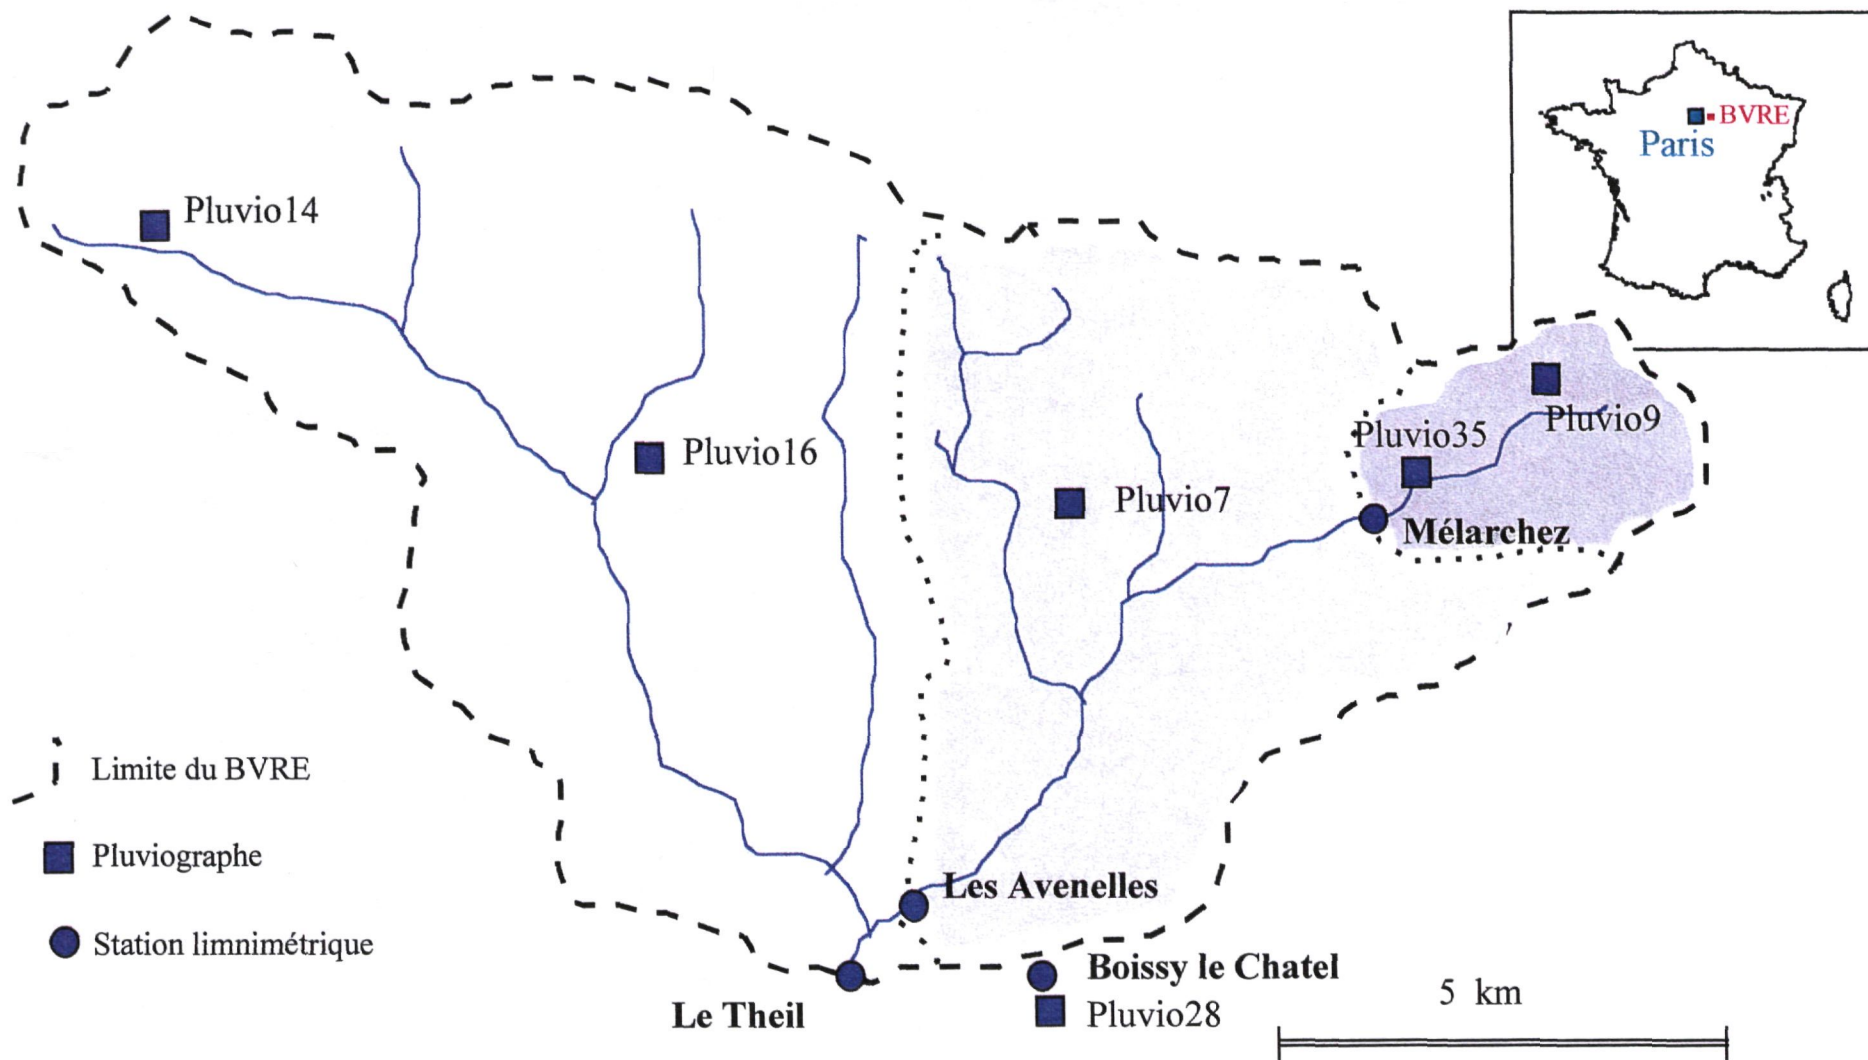 BVRE
Paris
Pluvio14
Pluvio9
Pluvio35
Pluvio16
Pluvio7
Mélarchez
Limite du BVRE
Pluviographe
Les Avenelles
Station limnimétrique
Boissy le Chatel
5 km
Le Theil
Pluvio28